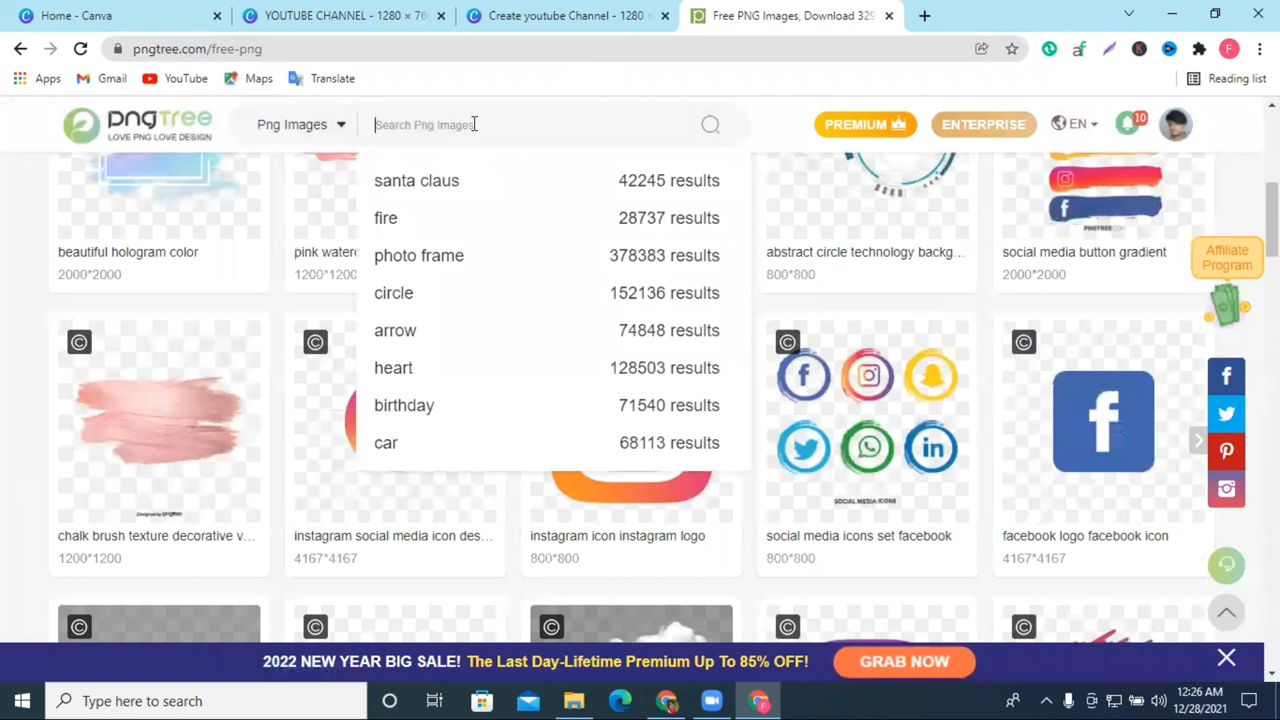 Home - Canva
YOUTUBE CHANNEL - 1280 × 76
Create youtube Channel - 1280 ×
Free PNG Images, Download 329
pngtree.com/free-png
Apps
Gmail
YouTube
Maps
Translate
Reading list
pngtree
LOVE PNG LOVE DESIGN
Png Images
Search Png Images
PREMIUM
ENTERPRISE
EN
10
santa claus 42245 results
fire 28737 results
photo frame 378383 results
circle 152136 results
arrow 74848 results
heart 128503 results
birthday 71540 results
car 68113 results
PNGTREE.COM
beautiful hologram color
2000*2000
pink waterc
1200*1200
abstract circle technology backg...
800*800
social media button gradient
2000*2000
Affiliate
Program
Designed by pngtree
SOCIAL MEDIA ICONS
chalk brush texture decorative v...
1200*1200
instagram social media icon des...
4167*4167
instagram icon instagram logo
800*800
social media icons set facebook
800*800
facebook logo facebook icon
4167*4167
2022 NEW YEAR BIG SALE! The Last Day-Lifetime Premium Up To 85% OFF!
GRAB NOW
Type here to search
12:26 AM
12/28/2021